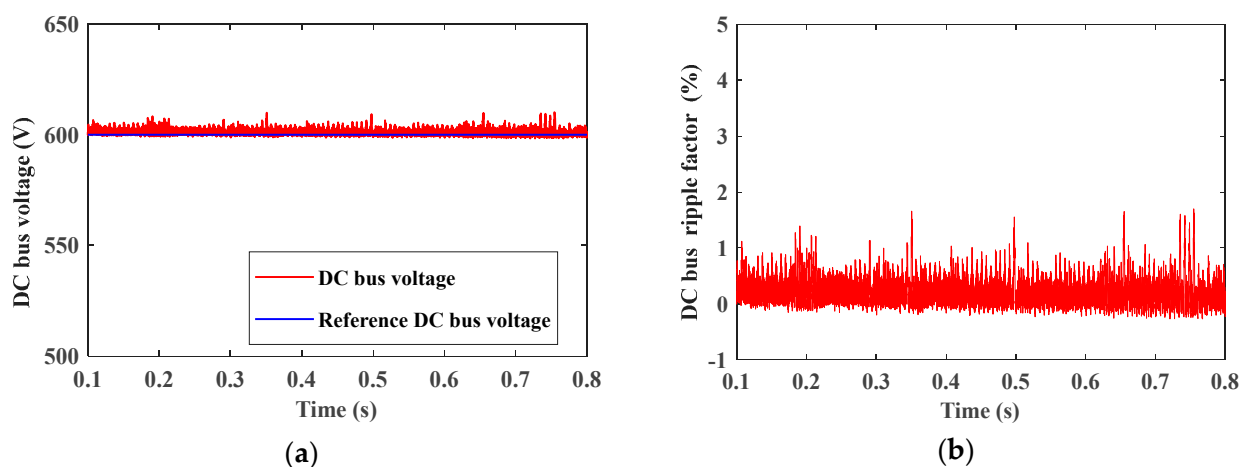 650
600
550
500
DC bus voltage (V)
DC bus voltage
Reference DC bus voltage
0.1 0.2 0.3 0.4 0.5 0.6 0.7 0.8
Time (s)
(a)
5
4
3
2
1
0
-1
DC bus ripple factor (%)
0.1 0.2 0.3 0.4 0.5 0.6 0.7 0.8
Time (s)
(b)